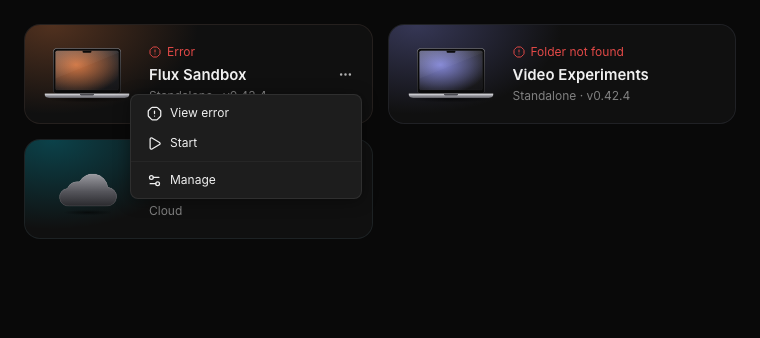 Error
Flux Sandbox
Folder not found
Video Experiments
Standalone · v0.42.4
View error
Start
Manage
Cloud